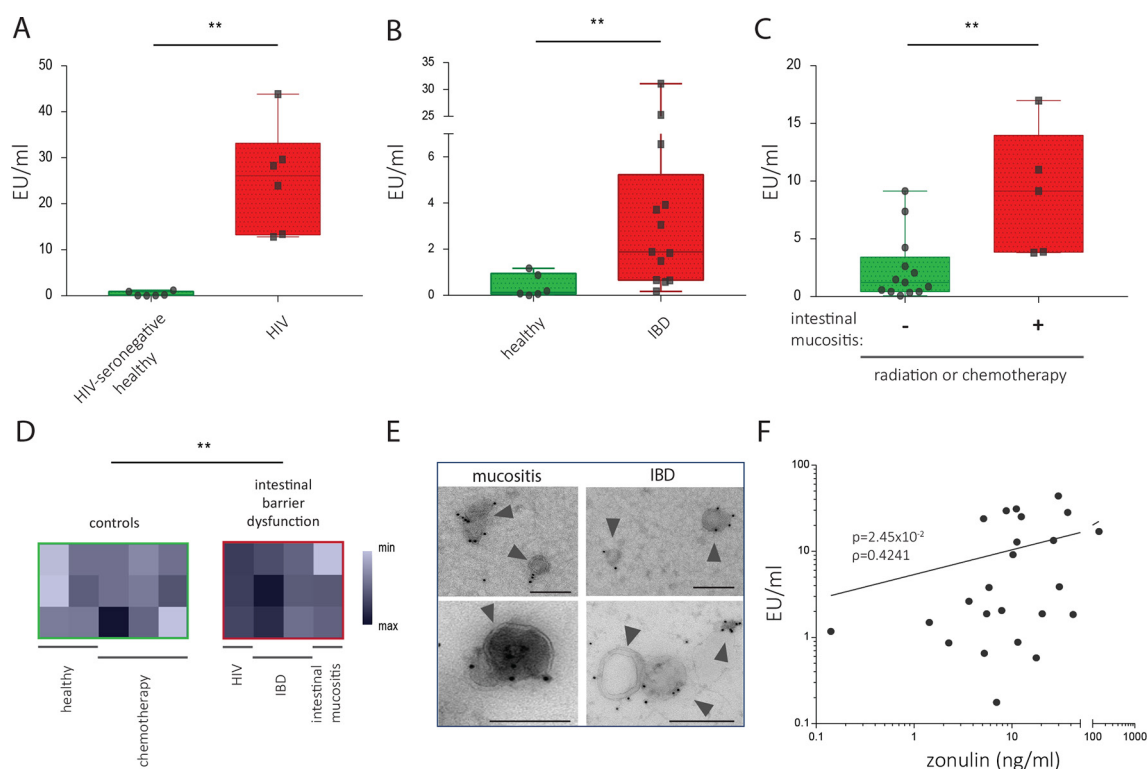 A
**
EU/ml
50
40
30
20
10
0
HIV-seronegative
healthy
HIV
B
**
EU/ml
35
30
25
6
4
2
0
healthy
IBD
C
**
EU/ml
20
15
10
5
0
intestinal
mucositis:
-
+
radiation or chemotherapy
D
**
controls
intestinal
barrier
dysfunction
min
max
healthy
chemotherapy
HIV
IBD
intestinal
mucositis
E
mucositis
IBD
F
EU/ml
100
10
1
0.1
p=2.45x10-2
ρ=0.4241
0.1
1
10
100
1000
zonulin (ng/ml)